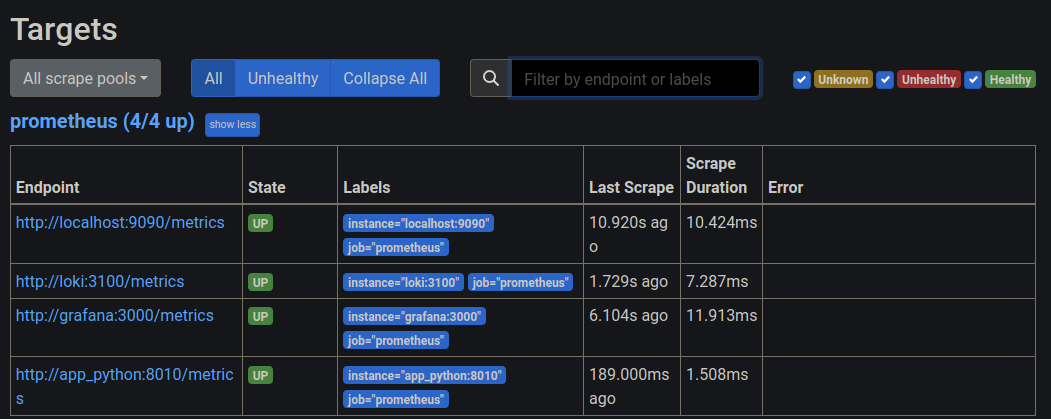 Targets
All scrape pools All Unhealthy Collapse All Filter by endpoint or labels Unknown Unhealthy Healthy
prometheus (4/4 up) show less
Endpoint State Labels Last Scrape Scrape Duration Error
http://localhost:9090/metrics UP instance="localhost:9090" 10.920s ag 10.424ms
job="prometheus" o
http://loki:3100/metrics UP instance="loki:3100" job="prometheus" 1.729s ago 7.287ms
http://grafana:3000/metrics UP instance="grafana:3000" 6.104s ago 11.913ms
job="prometheus"
http://app_python:8010/metric UP instance="app_python:8010" 189.000ms 1.508ms
s job="prometheus" ago